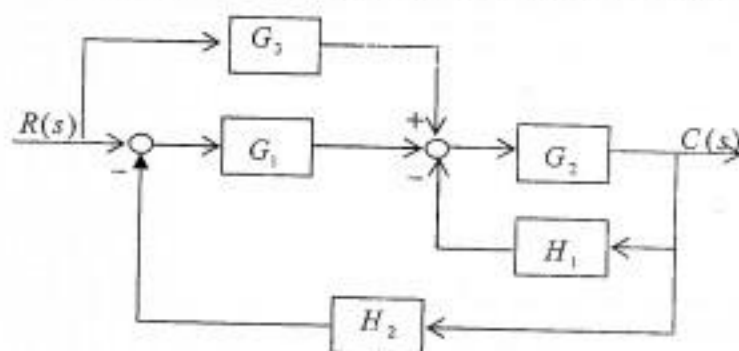 G₃
R(s)
+
G₁
G₂
C(s)
−
−
H₁
H₂